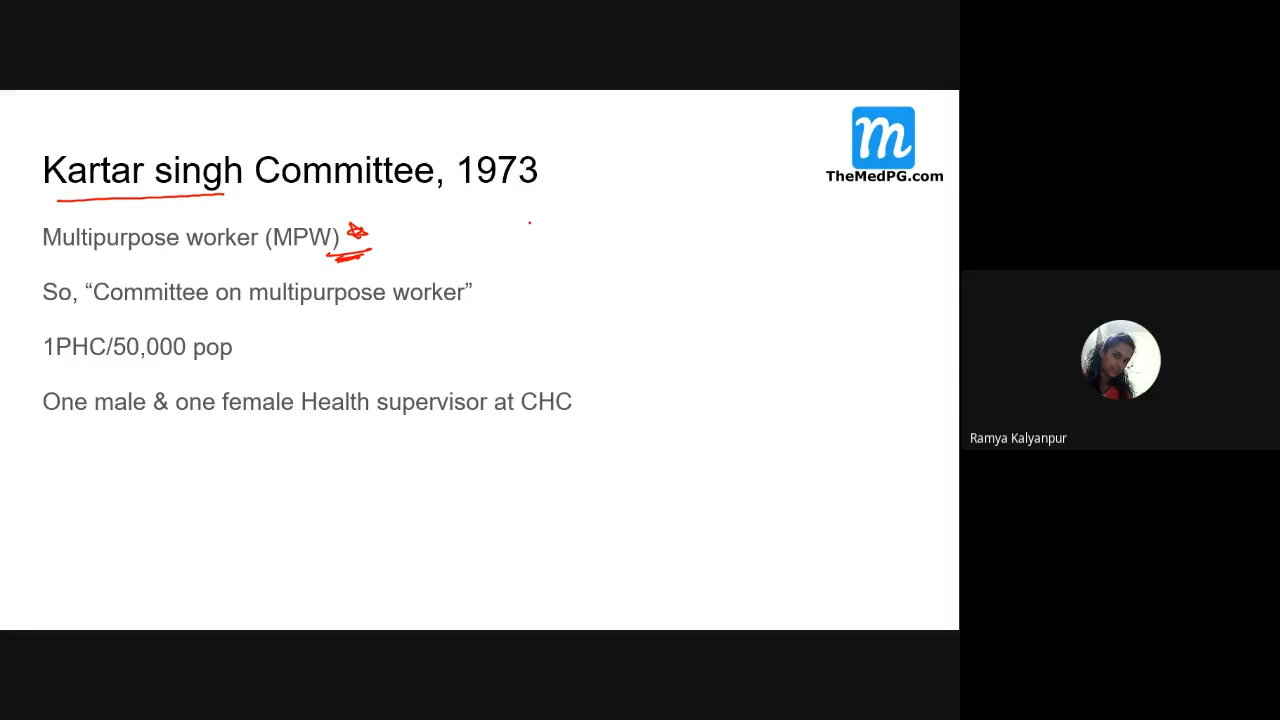 Kartar singh Committee, 1973
m
TheMedPG.com
Multipurpose worker (MPW)
So, “Committee on multipurpose worker”
1PHC/50,000 pop
One male & one female Health supervisor at CHC
Ramya Kalyanpur